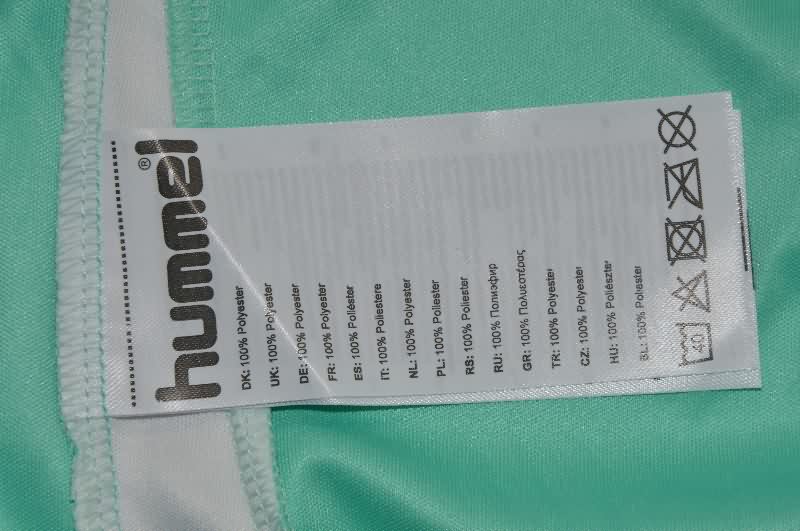 hummel®
DK: 100% Polyester
UK: 100% Polyester
DE: 100% Polyester
FR: 100% Polyester
ES: 100% Poliéster
IT: 100% Poliestere
NL: 100% Polyester
PL: 100% Poliester
RS: 100% Poliester
RU: 100% Полиэфир
GR: 100% Πολυεστέρας
TR: 100% Polyester
CZ: 100% Polyester
HU: 100% Poliészter
SL: 100% Poliester
40